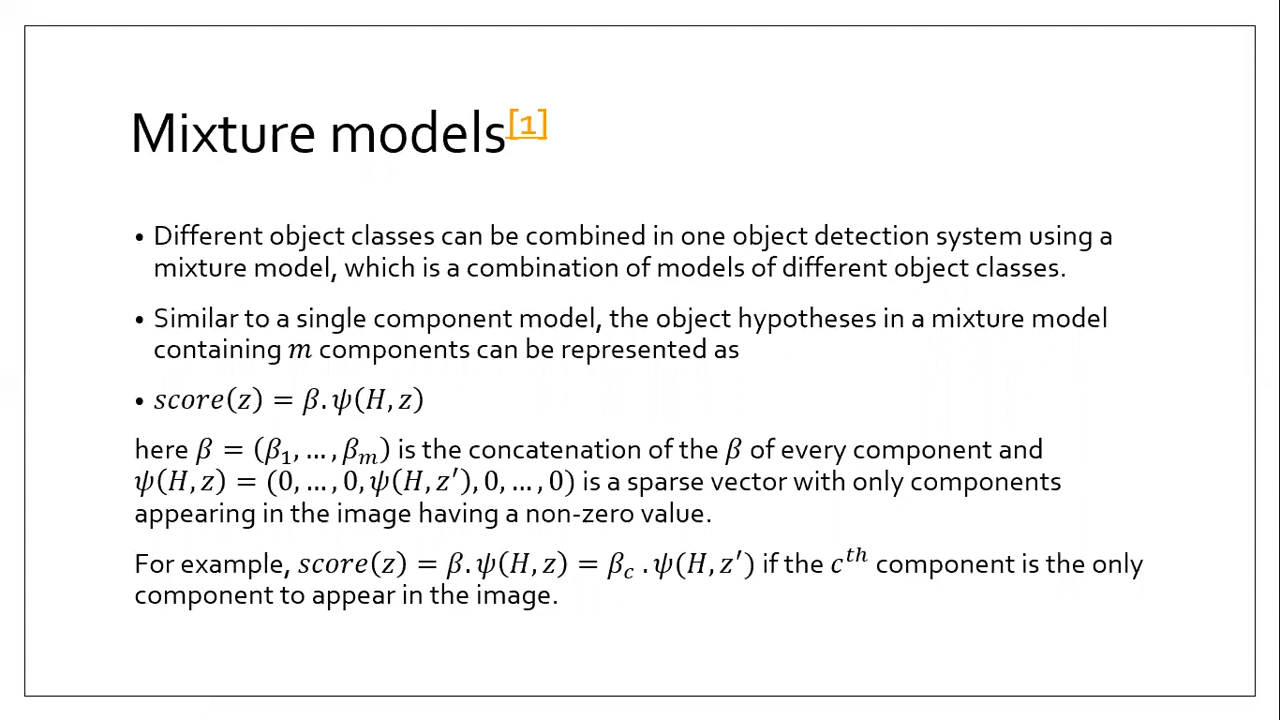 Mixture models[1]
• Different object classes can be combined in one object detection system using a
mixture model, which is a combination of models of different object classes.
• Similar to a single component model, the object hypotheses in a mixture model
containing m components can be represented as
• score(z) = β.ψ(H, z)
here β = (β₁, … , βₘ) is the concatenation of the β of every component and
ψ(H, z) = (0, … , 0, ψ(H, z′), 0, … , 0) is a sparse vector with only components
appearing in the image having a non-zero value.
For example, score(z) = β.ψ(H, z) = β_c .ψ(H, z′) if the cᵗʰ component is the only
component to appear in the image.